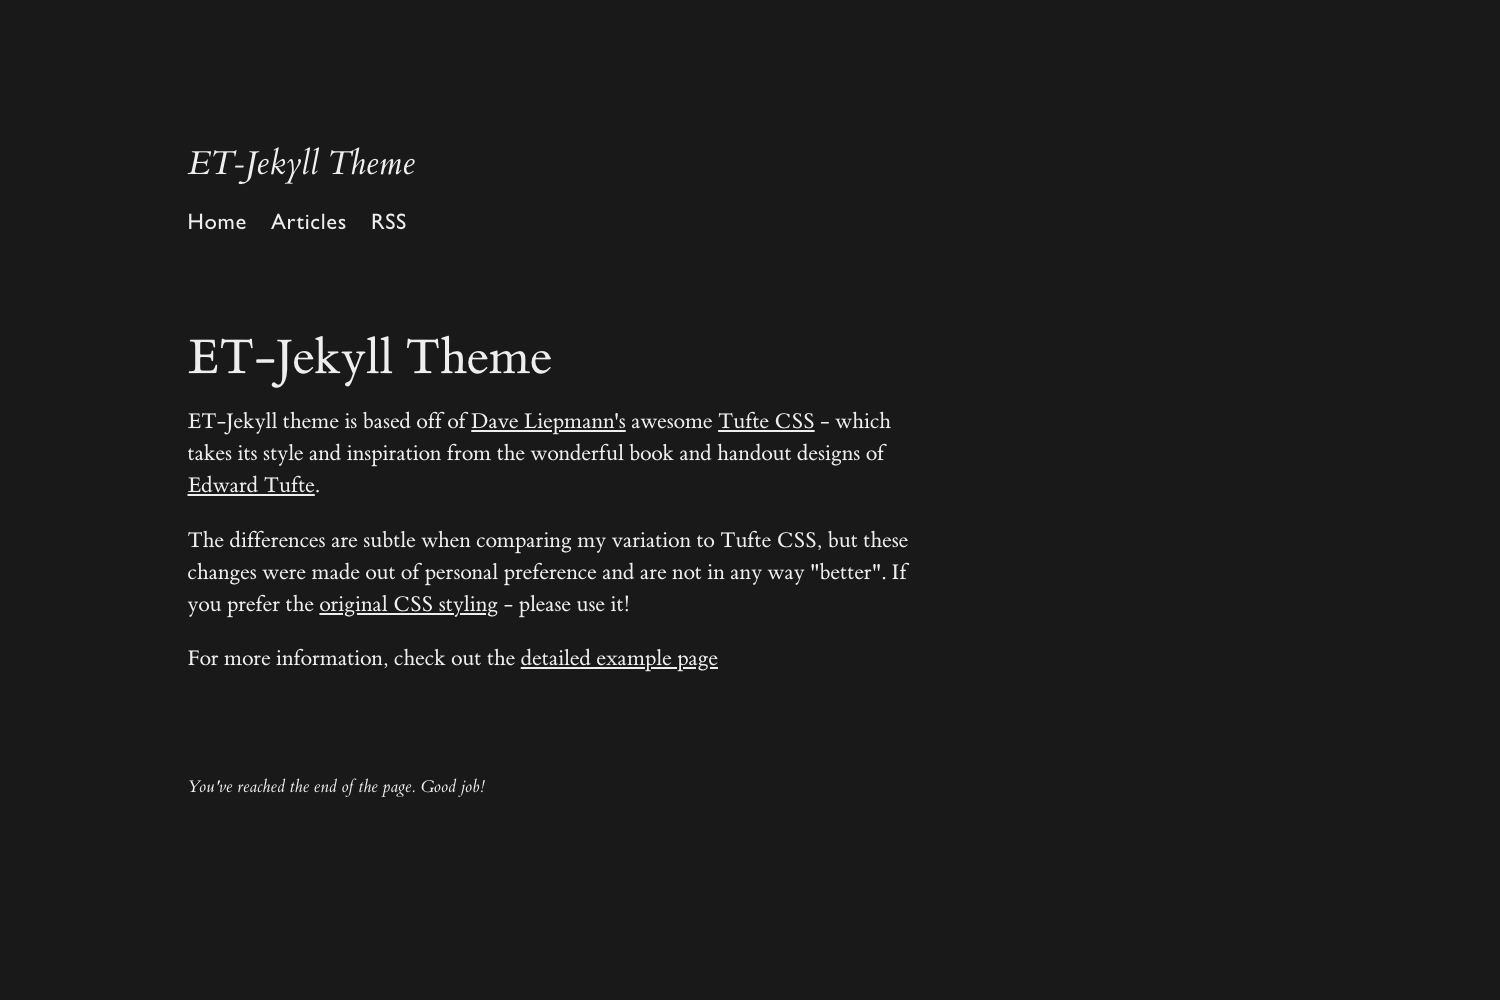 ET-Jekyll Theme
Home Articles RSS
ET-Jekyll Theme
ET-Jekyll theme is based off of Dave Liepmann's awesome Tufte CSS - which
takes its style and inspiration from the wonderful book and handout designs of
Edward Tufte.
The differences are subtle when comparing my variation to Tufte CSS, but these
changes were made out of personal preference and are not in any way "better". If
you prefer the original CSS styling - please use it!
For more information, check out the detailed example page
You've reached the end of the page. Good job!